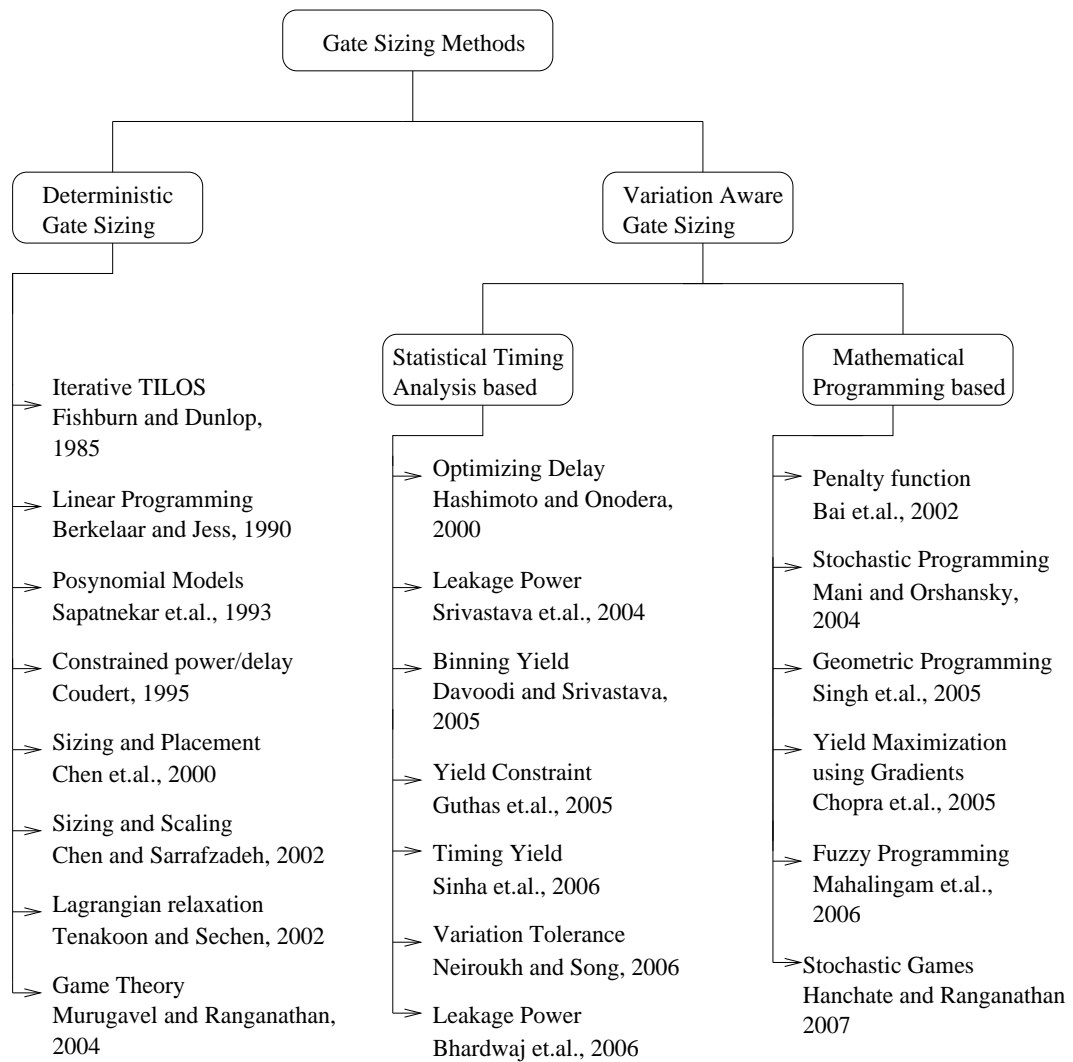 Gate Sizing Methods
Deterministic
Gate Sizing
Variation Aware
Gate Sizing
Iterative TILOS
Fishburn and Dunlop,
1985
Linear Programming
Berkelaar and Jess, 1990
Posynomial Models
Sapatnekar et.al., 1993
Constrained power/delay
Coudert, 1995
Sizing and Placement
Chen et.al., 2000
Sizing and Scaling
Chen and Sarrafzadeh, 2002
Lagrangian relaxation
Tenakoon and Sechen, 2002
Game Theory
Murugavel and Ranganathan,
2004
Statistical Timing
Analysis based
Optimizing Delay
Hashimoto and Onodera,
2000
Leakage Power
Srivastava et.al., 2004
Binning Yield
Davoodi and Srivastava,
2005
Yield Constraint
Guthas et.al., 2005
Timing Yield
Sinha et.al., 2006
Variation Tolerance
Neiroukh and Song, 2006
Leakage Power
Bhardwaj et.al., 2006
Mathematical
Programming based
Penalty function
Bai et.al., 2002
Stochastic Programming
Mani and Orshansky,
2004
Geometric Programming
Singh et.al., 2005
Yield Maximization
using Gradients
Chopra et.al., 2005
Fuzzy Programming
Mahalingam et.al.,
2006
Stochastic Games
Hanchate and Ranganathan
2007